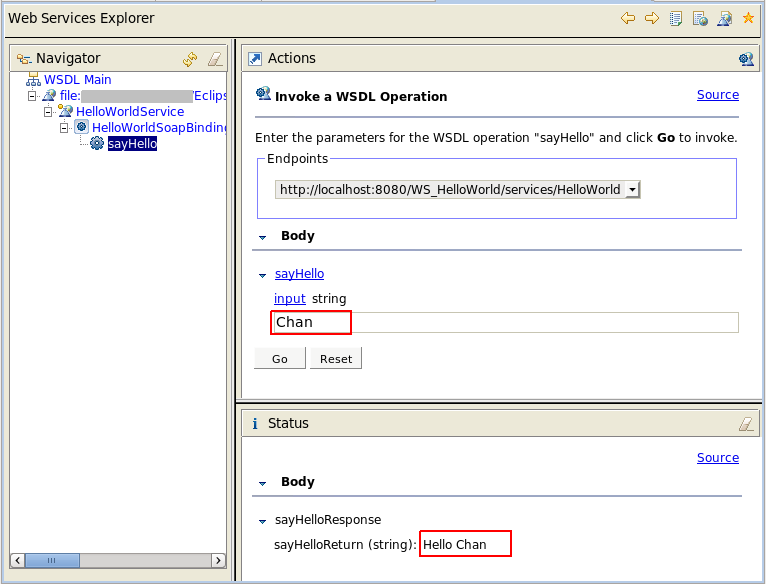 Web Services Explorer
Navigator
WSDL Main
file: /Eclips
HelloWorldService
HelloWorldSoapBinding
sayHello
Actions
Invoke a WSDL Operation
Source
Enter the parameters for the WSDL operation "sayHello" and click Go to invoke.
Endpoints
http://localhost:8080/WS_HelloWorld/services/HelloWorld
Body
sayHello
input string
Chan
Go
Reset
Status
Source
Body
sayHelloResponse
sayHelloReturn (string): Hello Chan